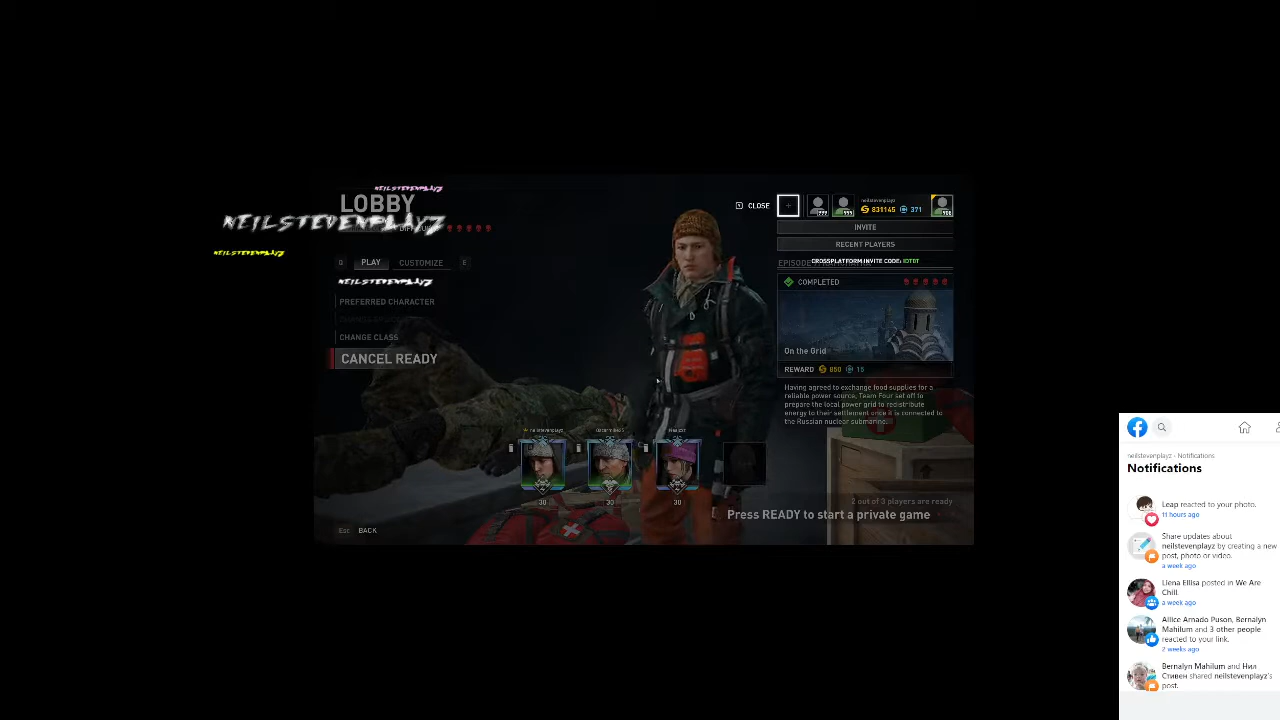 NEILSTEVENPLAYZ
LOBBY
NEILSTEVENPLAYZ
NEILSTEVENPLAYZ
Q PLAY CUSTOMIZE E
NEILSTEVENPLAYZ
PREFERRED CHARACTER
CHANGE CLASS
CANCEL READY
Esc BACK
CLOSE
neilstevenplayz
831145 371
INVITE
RECENT PLAYERS
EPISODE
CROSSPLATFORM INVITE CODE:
COMPLETED
On the Grid
REWARD 850 15
Having agreed to exchange food supplies for a
reliable power source, Team Four set off to
prepare the local power grid to redistribute
energy to their settlement once it is connected to
the Russian nuclear submarine.
neilstevenplayz
30 30 30
2 out of 3 players are ready
Press READY to start a private game
neilstevenplayz • Notifications
Notifications
Leap reacted to your photo.
11 hours ago
Share updates about
neilstevenplayz by creating a new
post, photo or video.
a week ago
Liena Ellisa posted in We Are
Chill.
a week ago
Allice Arnado Puson, Bernalyn
Mahilum and 3 other people
reacted to your link.
2 weeks ago
Bernalyn Mahilum and Нил
Стивен shared neilstevenplayz's
post.